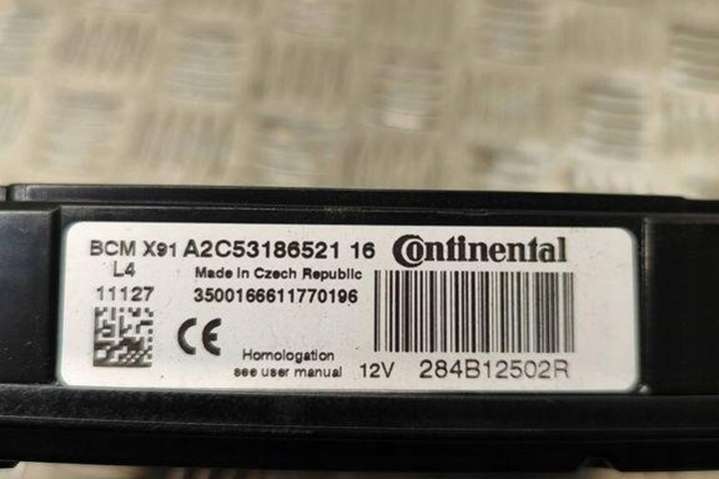 BCM X91 A2C53186521 16 Continental
L4 Made in Czech Republic
11127 3500166611770196
CE
Homologation
see user manual 12V 284B12502R